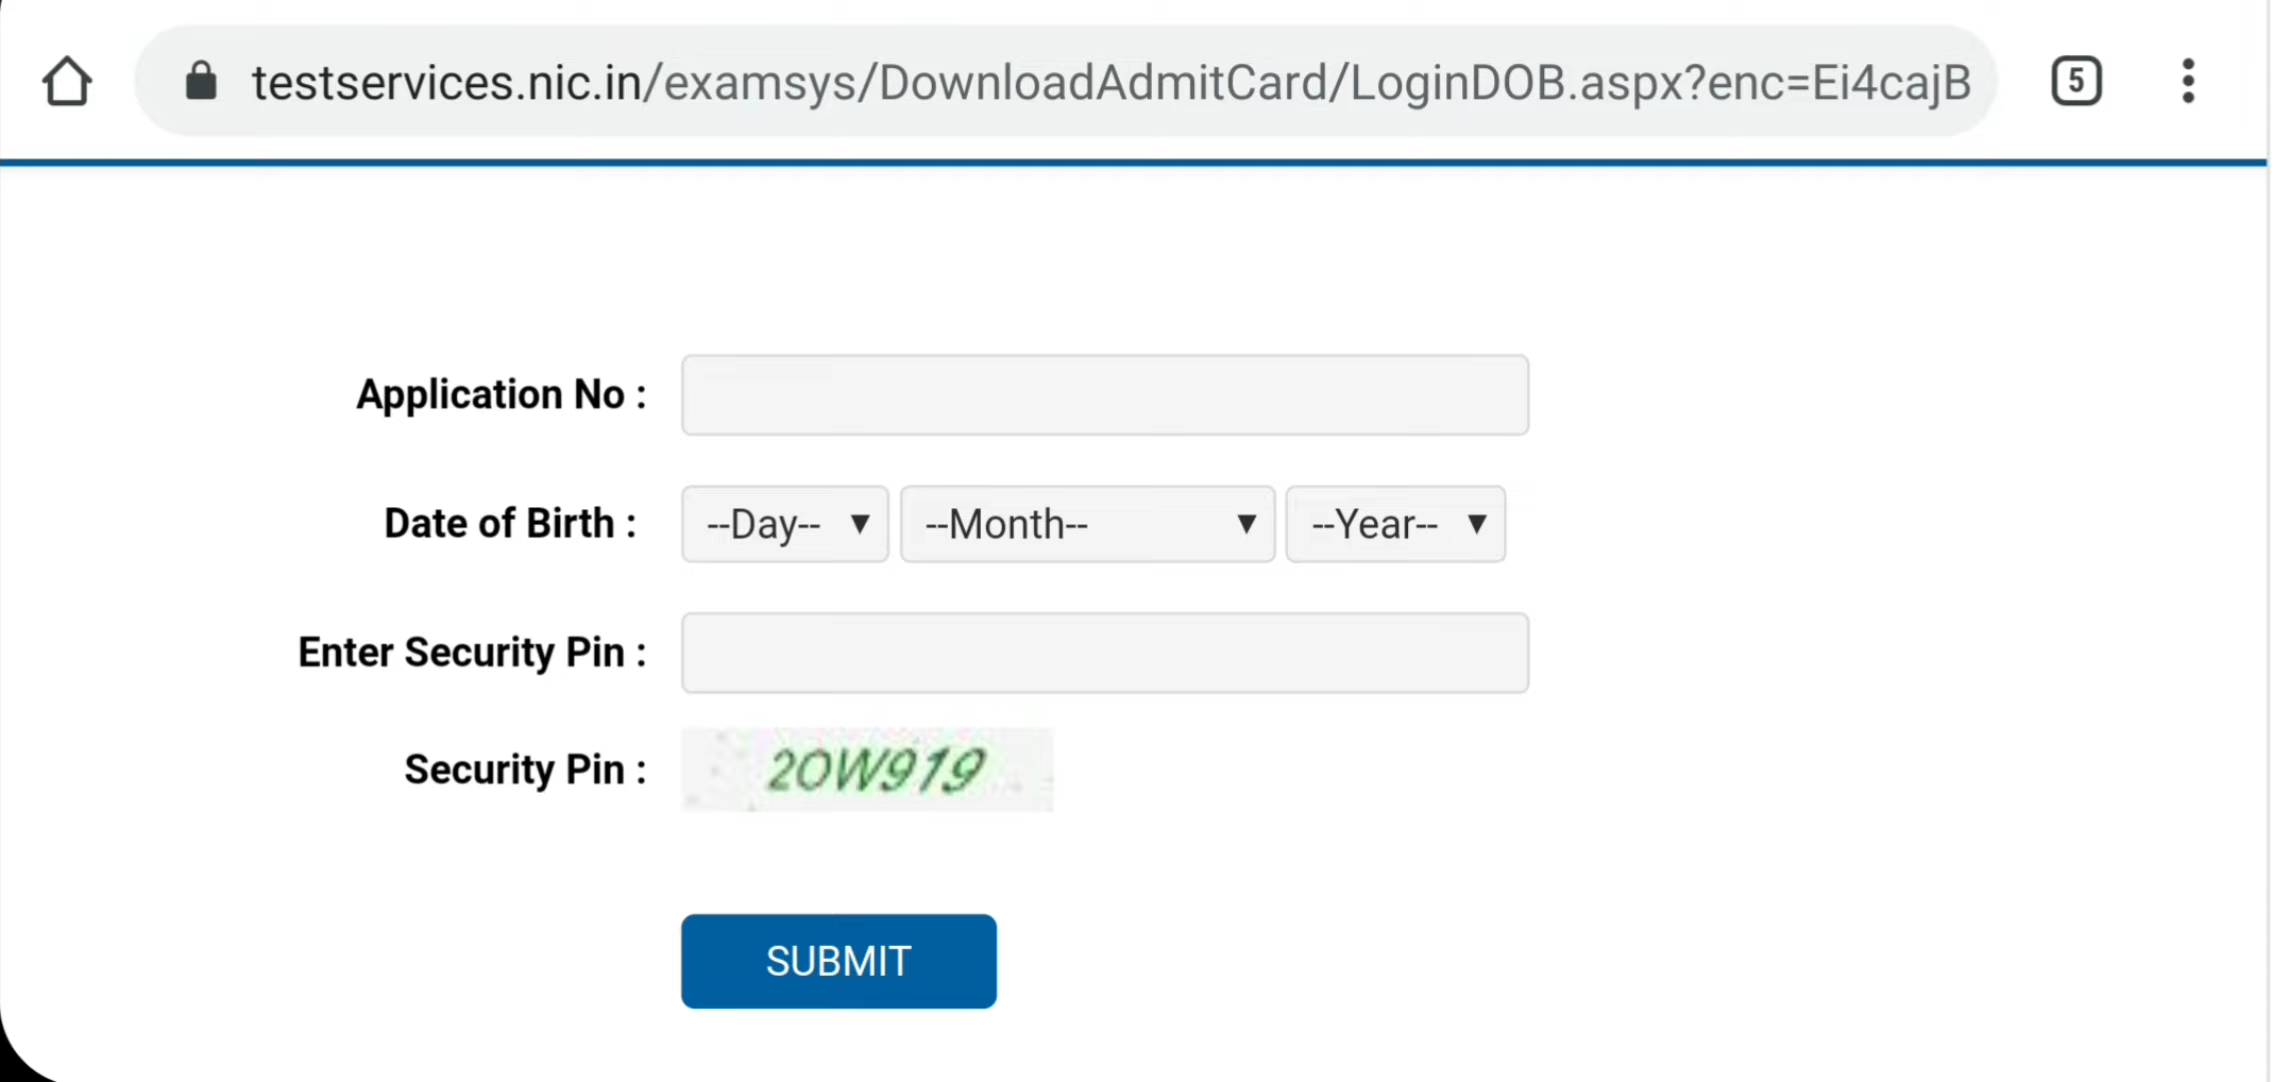 testservices.nic.in/examsys/DownloadAdmitCard/LoginDOB.aspx?enc=Ei4cajB 5
Application No :
Date of Birth : --Day-- --Month-- --Year--
Enter Security Pin :
Security Pin : 2OW919
SUBMIT